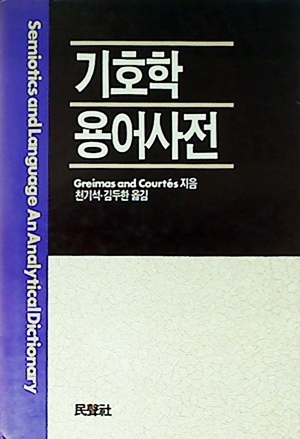 Semiotics and Language An Analytical Dictionary
기호학
용어사전
Greimas and Courtés 지음
천기석·김두한 옮김
民聲社